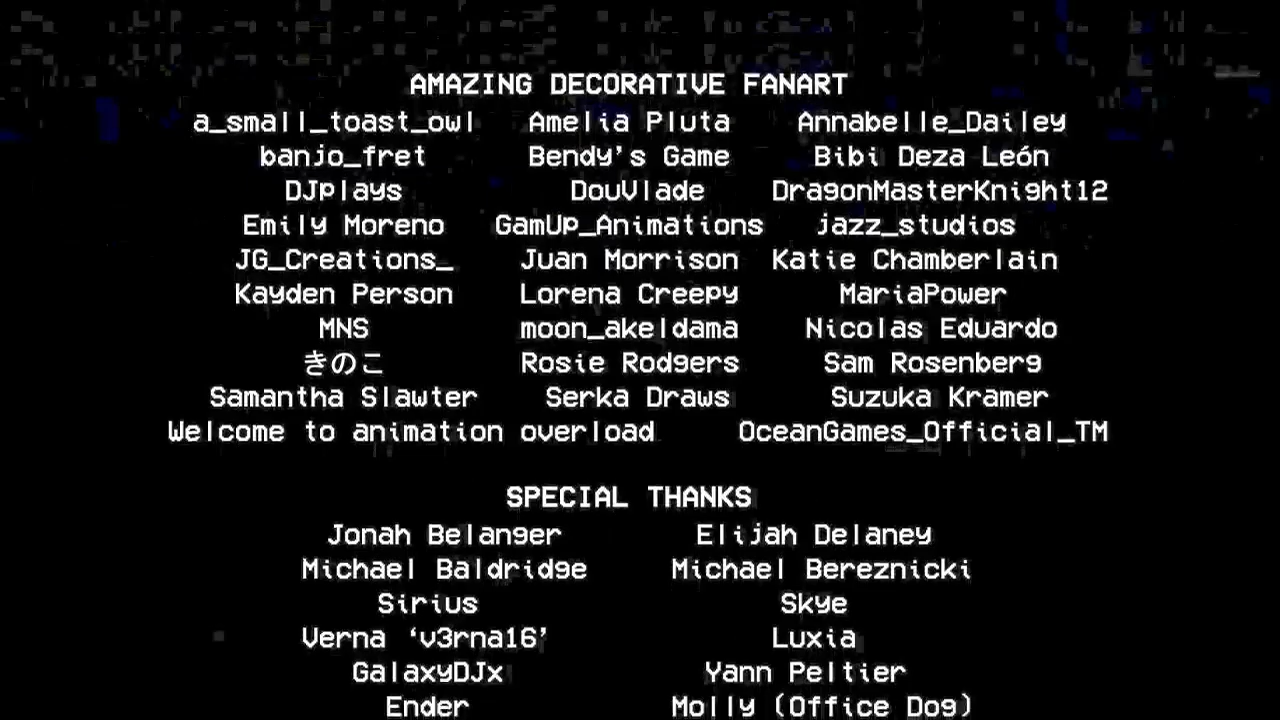 AMAZING DECORATIVE FANART
a_small_toast_owl Amelia Pluta Annabelle_Dailey
banjo_fret Bendy's Game Bibi Deza León
DJplays DouVlade DragonMasterKnight12
Emily Moreno GamUp_Animations jazz_studios
JG_Creations_ Juan Morrison Katie Chamberlain
Kayden Person Lorena Creepy MariaPower
MNS moon_akeldama Nicolas Eduardo
きのこ Rosie Rodgers Sam Rosenberg
Samantha Slawter Serka Draws Suzuka Kramer
Welcome to animation overload OceanGames_Official_TM
SPECIAL THANKS
Jonah Belanger Elijah Delaney
Michael Baldridge Michael Bereznicki
Sirius Skye
Verna ‘v3rna16’ Luxia
GalaxyDJx Yann Peltier
Ender Molly (Office Dog)